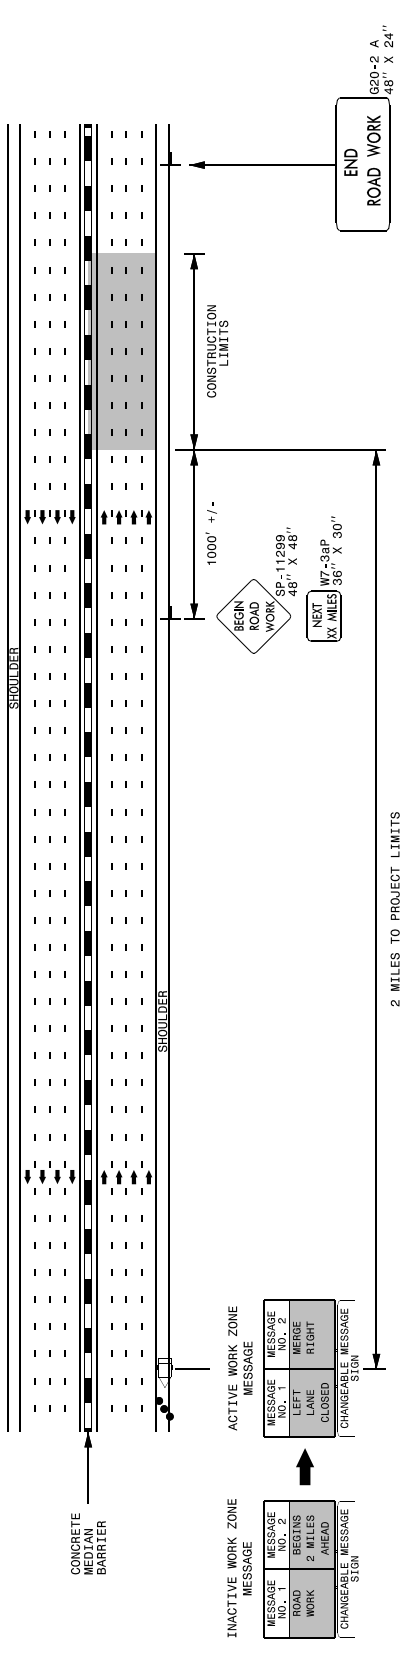 SHOULDER
SHOULDER
CONCRETE
MEDIAN
BARRIER
END
ROAD WORK
G20-2 A
48" X 24"
CONSTRUCTION
LIMITS
1000' +/-
BEGIN
ROAD
WORK
SP-11299
48" X 48"
NEXT
XX MILES
W7-3aP
36" X 30"
2 MILES TO PROJECT LIMITS
INACTIVE WORK ZONE
MESSAGE
MESSAGE
NO. 1
MESSAGE
NO. 2
ROAD
WORK
BEGINS
2 MILES
AHEAD
CHANGEABLE MESSAGE
SIGN
ACTIVE WORK ZONE
MESSAGE
MESSAGE
NO. 1
MESSAGE
NO. 2
LEFT
LANE
CLOSED
MERGE
RIGHT
CHANGEABLE MESSAGE
SIGN